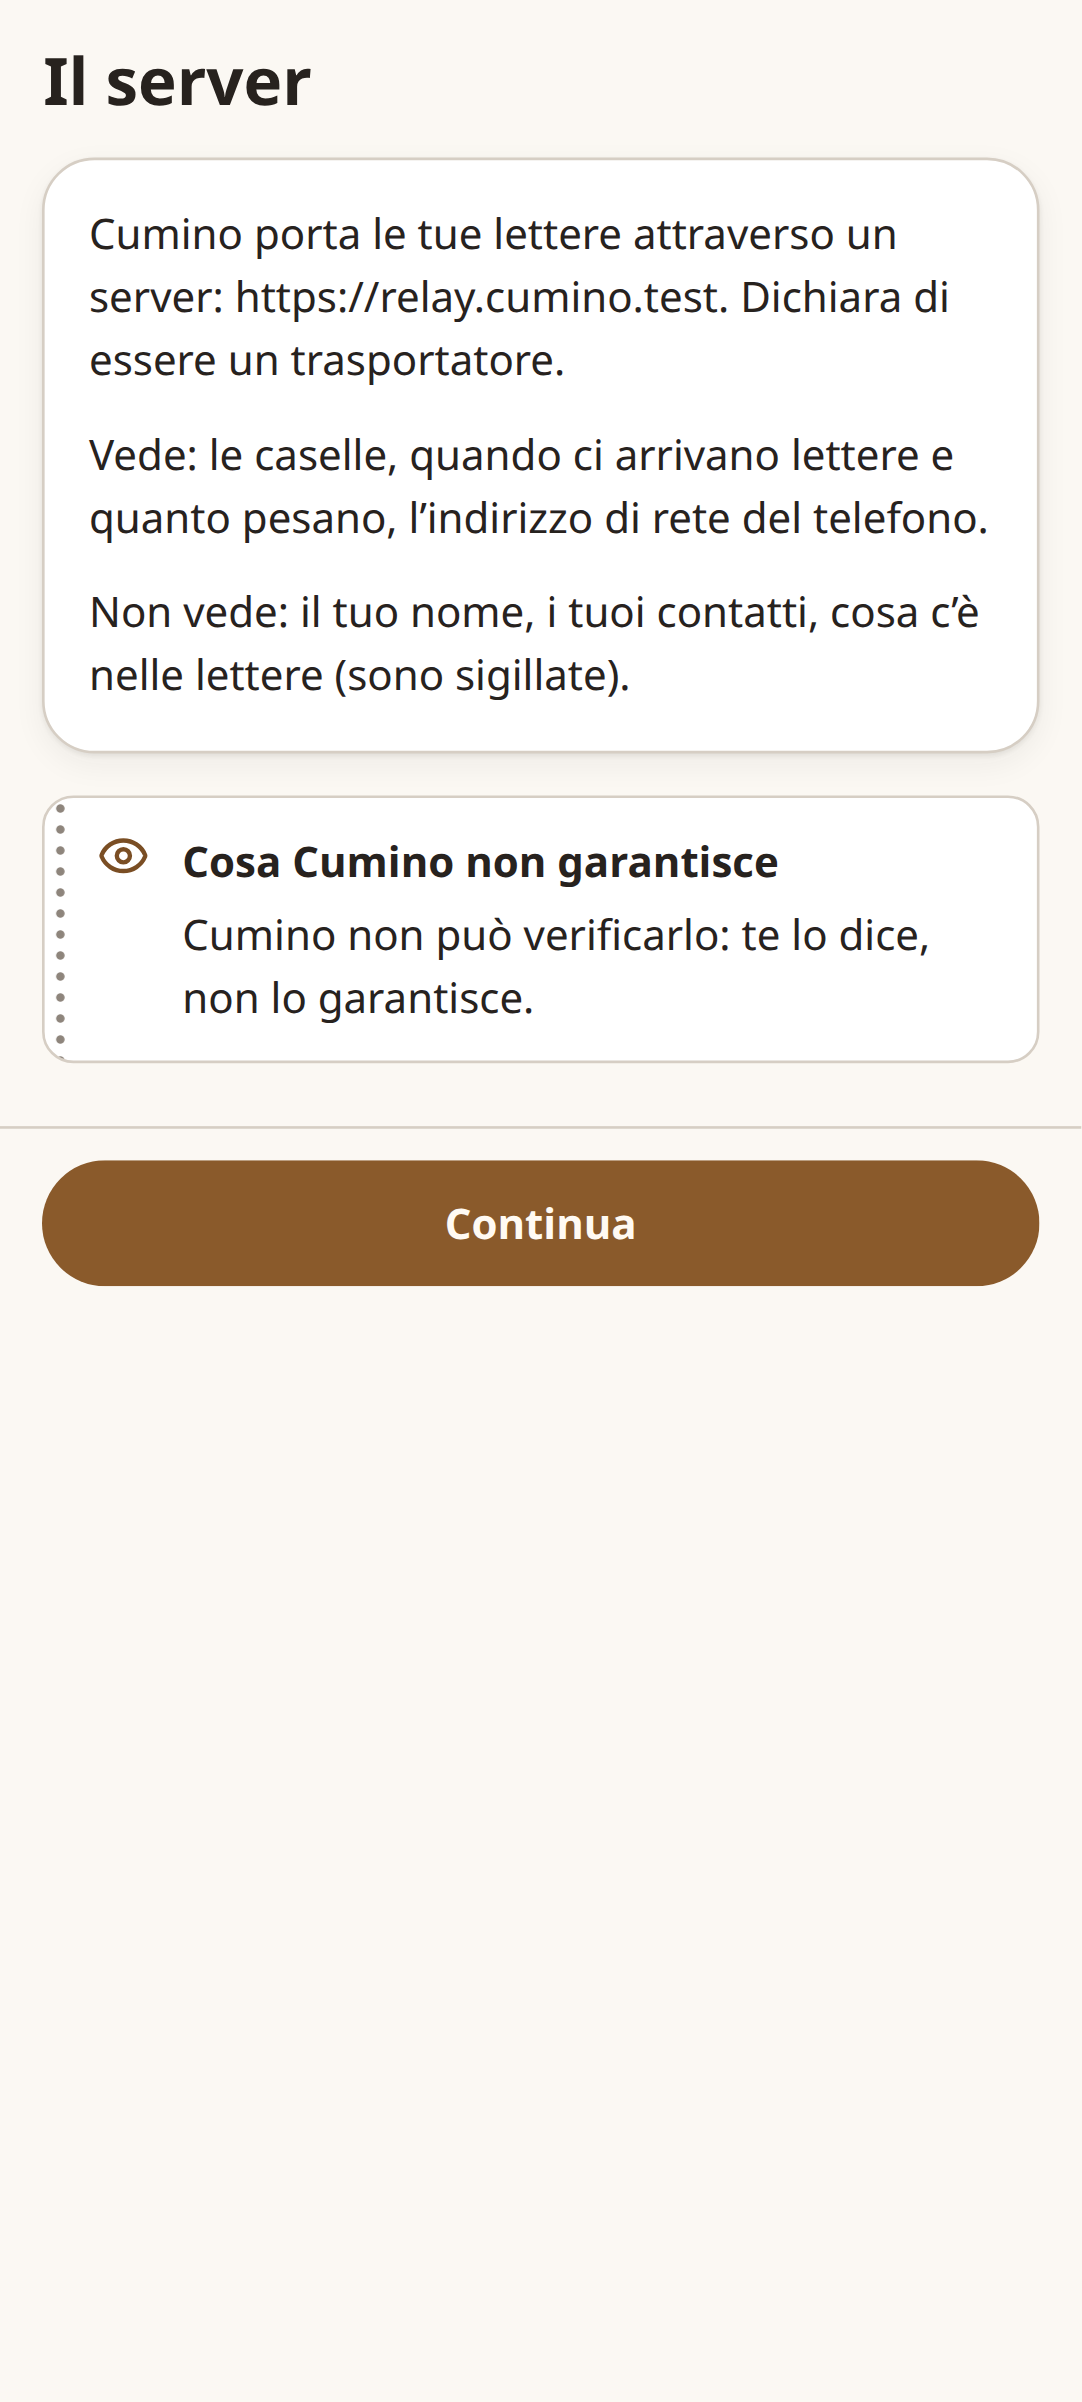 Il server
Cumino porta le tue lettere attraverso un
server: https://relay.cumino.test. Dichiara di
essere un trasportatore.
Vede: le caselle, quando ci arrivano lettere e
quanto pesano, l’indirizzo di rete del telefono.
Non vede: il tuo nome, i tuoi contatti, cosa c’è
nelle lettere (sono sigillate).
Cosa Cumino non garantisce
Cumino non può verificarlo: te lo dice,
non lo garantisce.
Continua